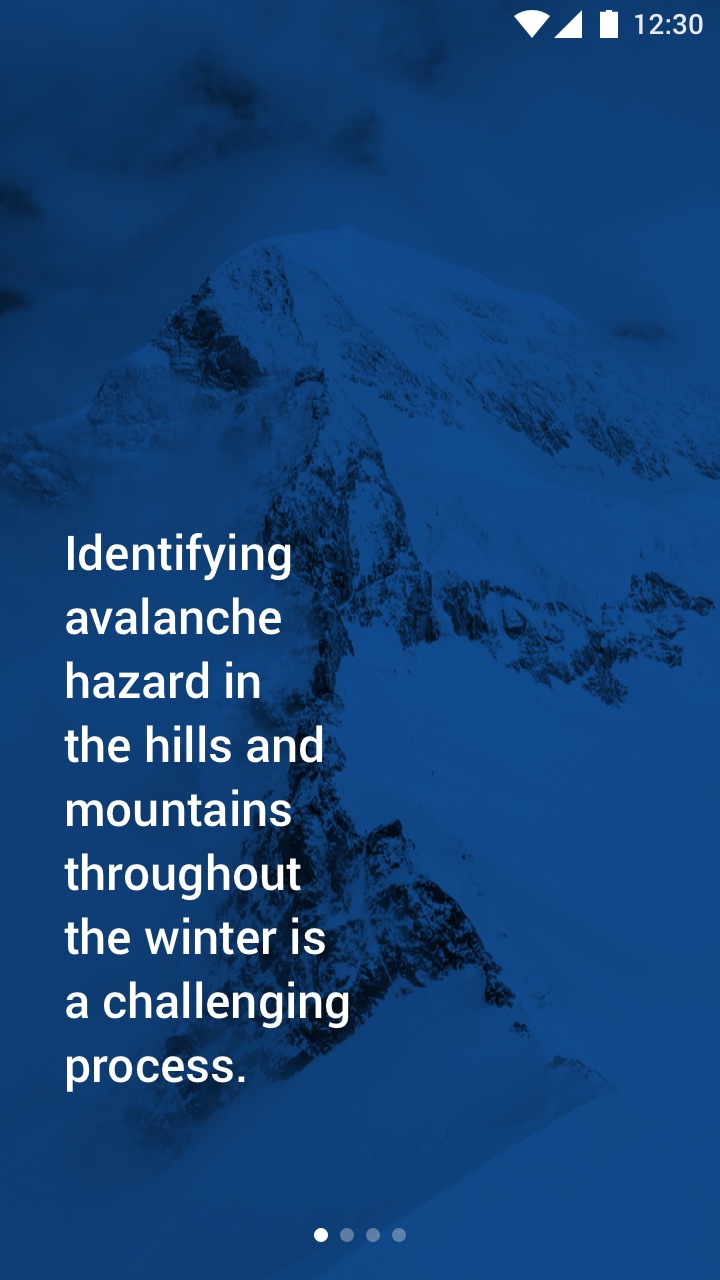 12:30
Identifying
avalanche
hazard in
the hills and
mountains
throughout
the winter is
a challenging
process.